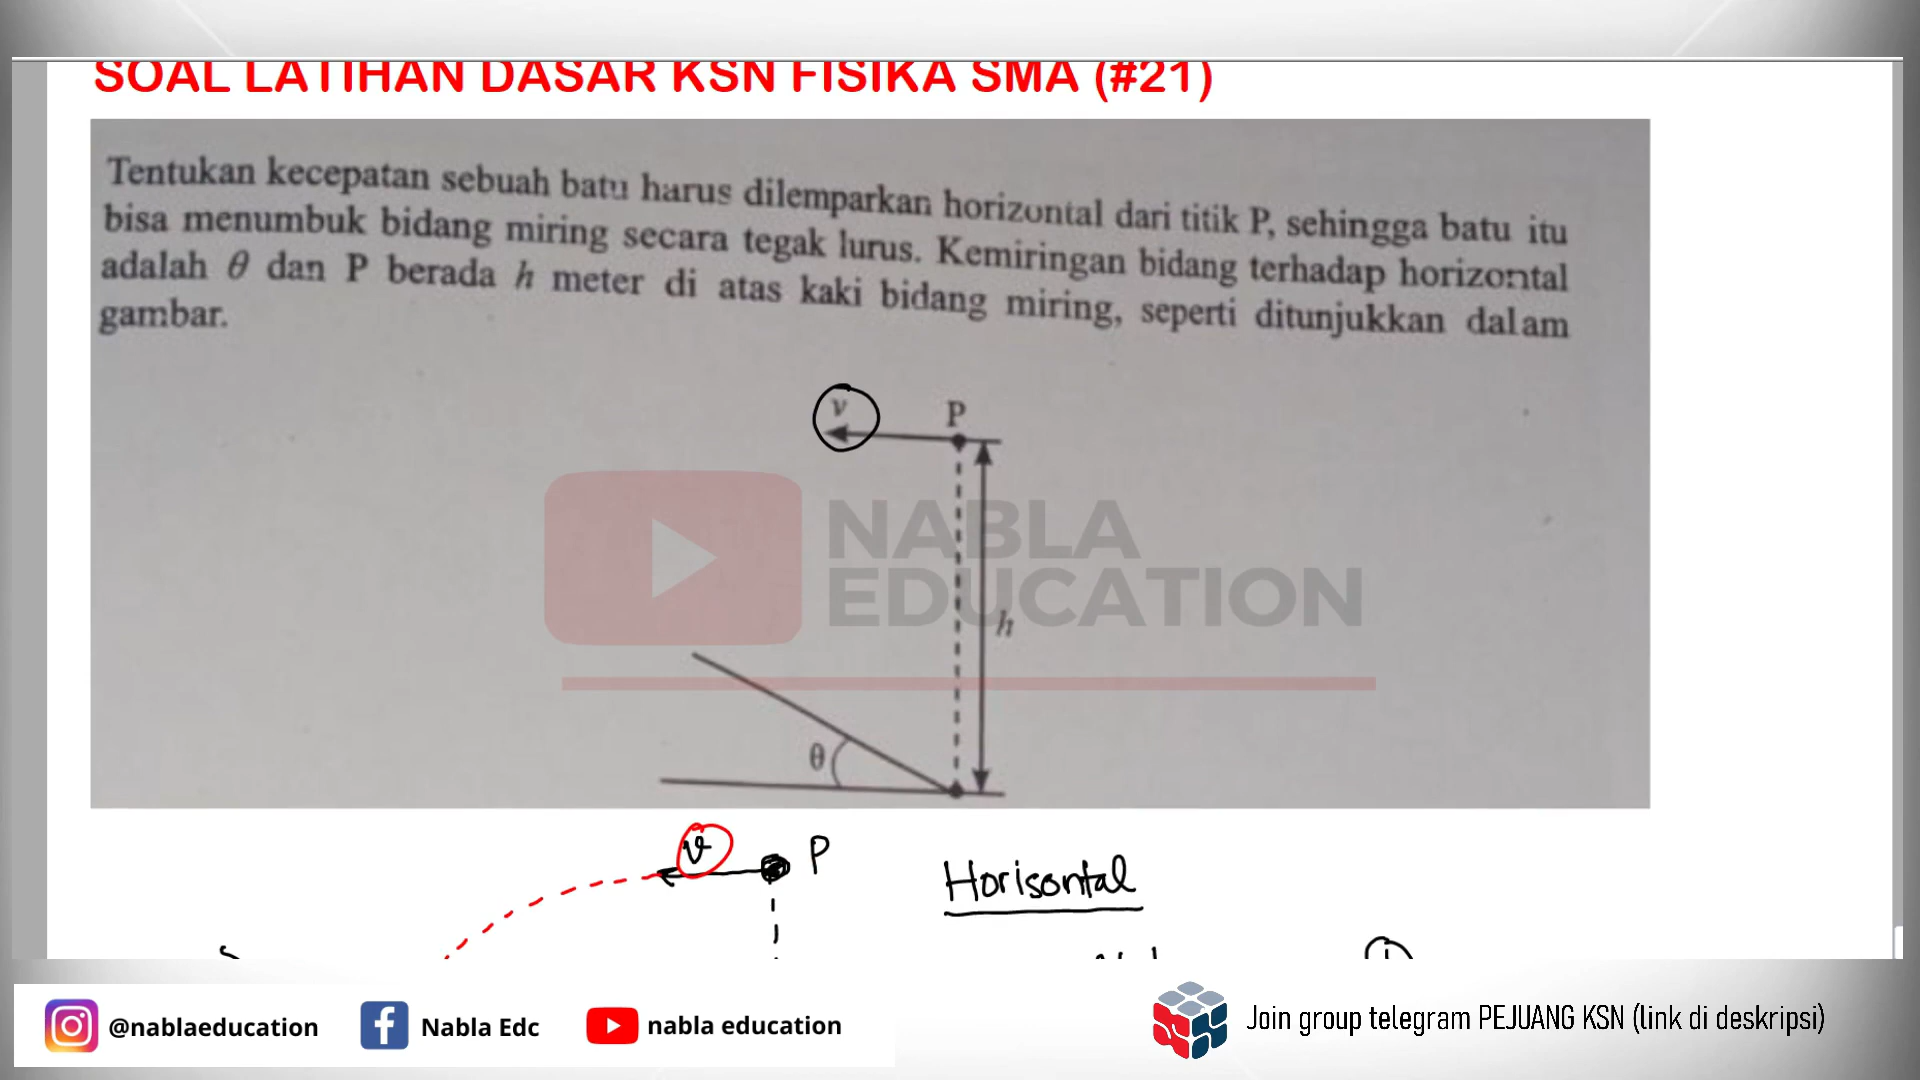 SOAL LATIHAN DASAR KSN FISIKA SMA (#21)
Tentukan kecepatan sebuah batu harus dilemparkan horizontal dari titik P, sehingga batu itu
bisa menumbuk bidang miring secara tegak lurus. Kemiringan bidang terhadap horizontal
adalah θ dan P berada h meter di atas kaki bidang miring, seperti ditunjukkan dalam
gambar.
v
P
NABLA
EDUCATION
h
θ
v
P
Horisontal
@nablaeducation
Nabla Edc
nabla education
Join group telegram PEJUANG KSN (link di deskripsi)